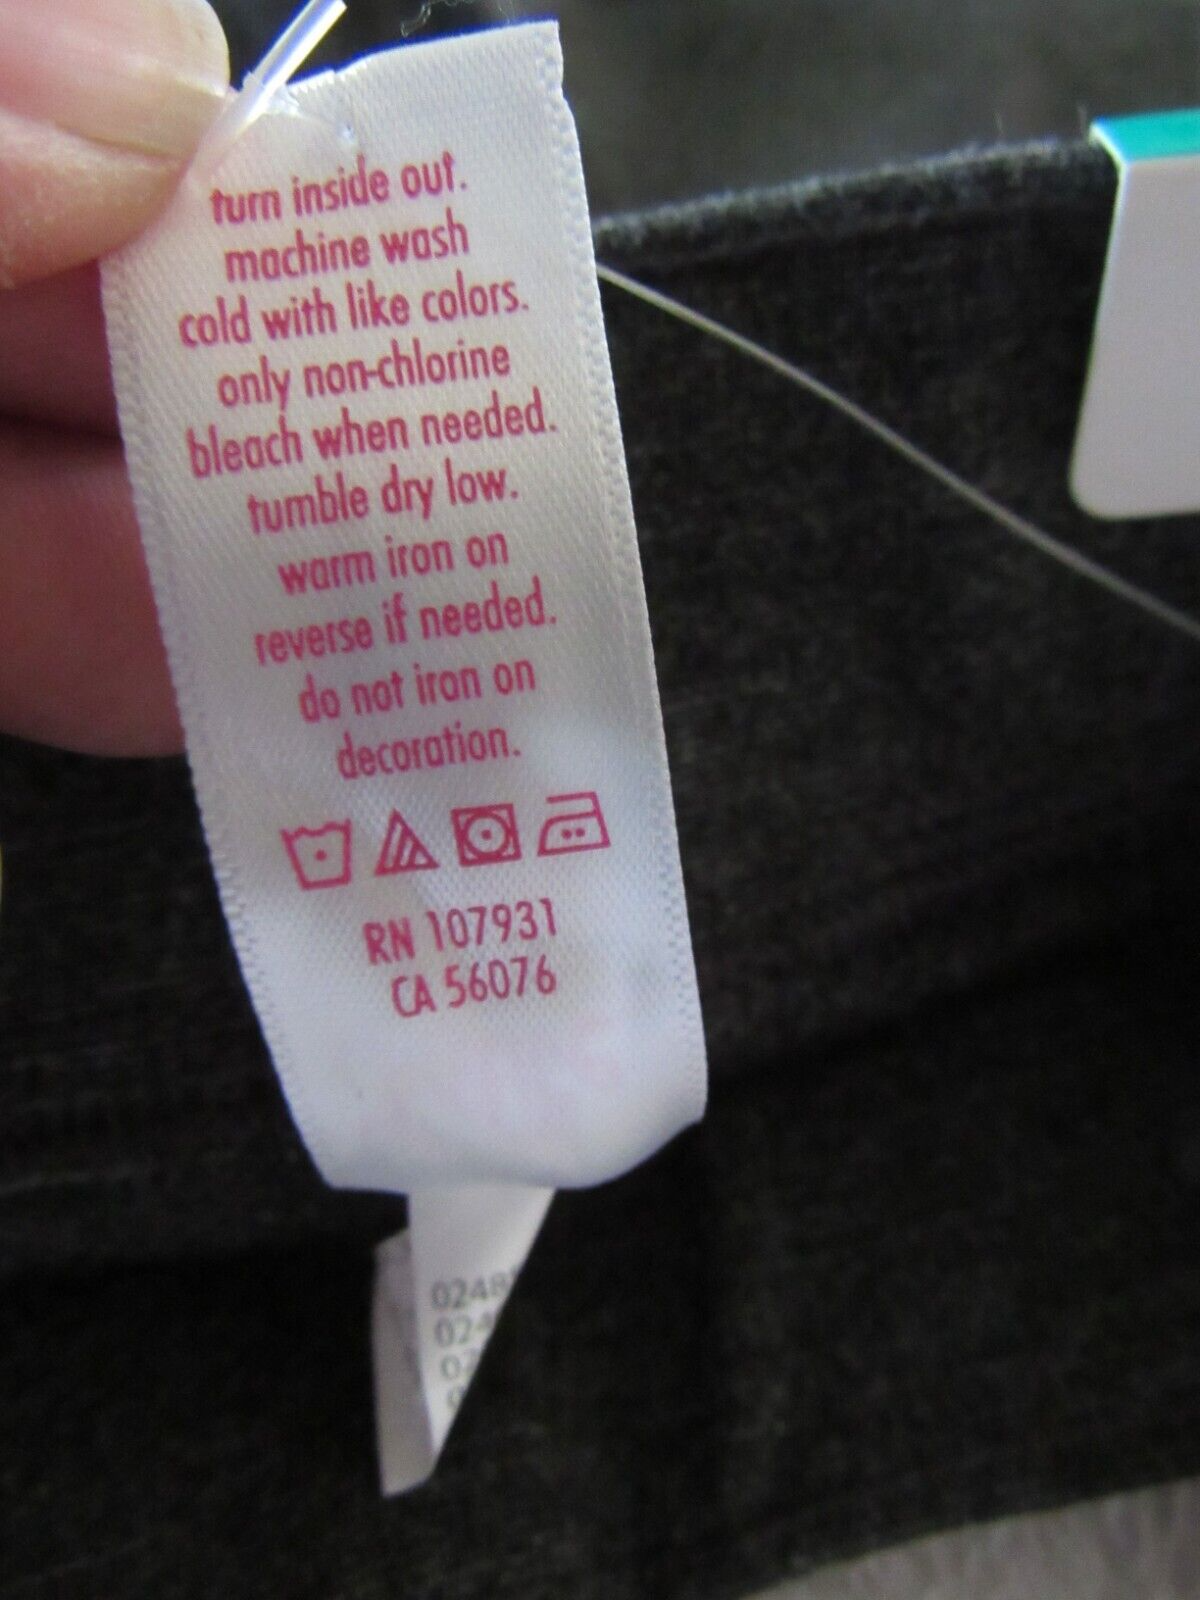 turn inside out.
machine wash
cold with like colors.
only non-chlorine
bleach when needed.
tumble dry low.
warm iron on
reverse if needed.
do not iron on
decoration.
RN 107931
CA 56076